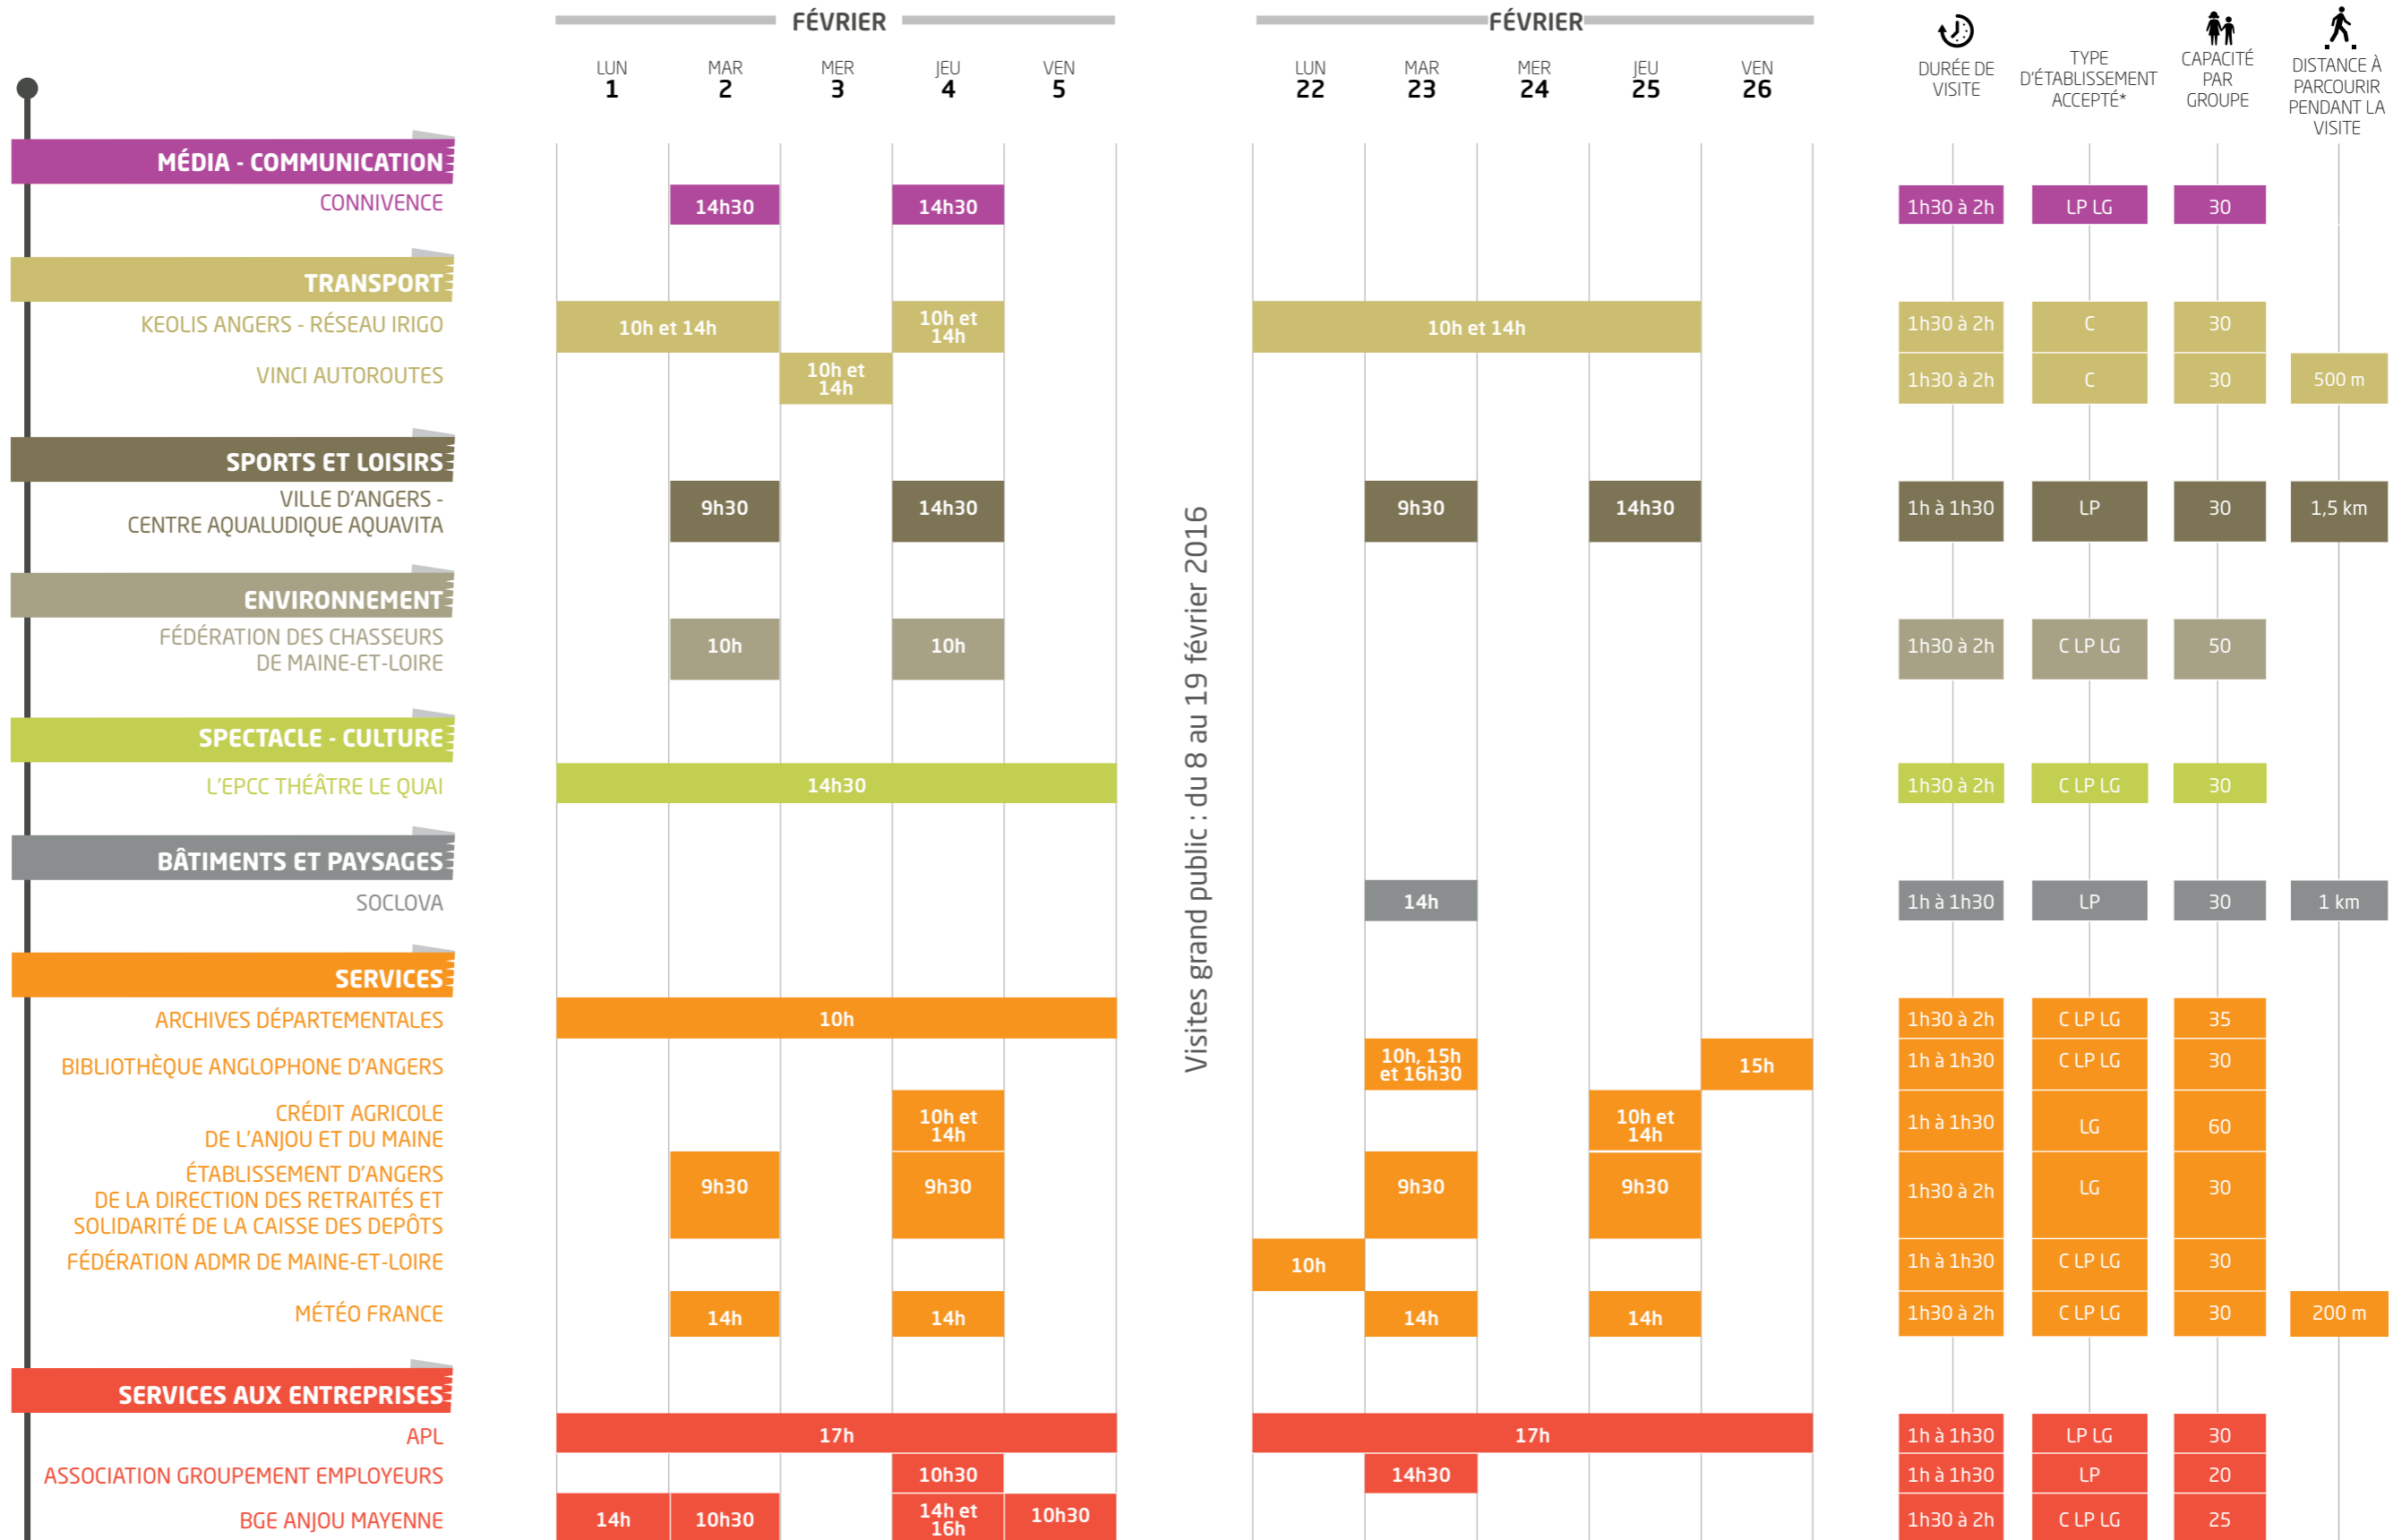 FÉVRIER
FÉVRIER
LUN
1
MAR
2
MER
3
JEU
4
VEN
5
LUN
22
MAR
23
MER
24
JEU
25
VEN
26
DURÉE DE
VISITE
TYPE
D'ÉTABLISSEMENT
ACCEPTÉ*
CAPACITÉ
PAR
GROUPE
DISTANCE À
PARCOURIR
PENDANT LA
VISITE
MÉDIA - COMMUNICATION
CONNIVENCE
14h30
14h30
1h30 à 2h
LP LG
30
TRANSPORT
KEOLIS ANGERS - RÉSEAU IRIGO
10h et 14h
10h et
14h
10h et 14h
1h30 à 2h
C
30
VINCI AUTOROUTES
10h et
14h
1h30 à 2h
C
30
500 m
SPORTS ET LOISIRS
VILLE D'ANGERS -
CENTRE AQUALUDIQUE AQUAVITA
9h30
14h30
9h30
14h30
1h à 1h30
LP
30
1,5 km
ENVIRONNEMENT
FÉDÉRATION DES CHASSEURS
DE MAINE-ET-LOIRE
10h
10h
1h30 à 2h
C LP LG
50
Visites grand public : du 8 au 19 février 2016
SPECTACLE - CULTURE
L'EPCC THÉÂTRE LE QUAI
14h30
1h30 à 2h
C LP LG
30
BÂTIMENTS ET PAYSAGES
SOCLOVA
14h
1h à 1h30
LP
30
1 km
SERVICES
ARCHIVES DÉPARTEMENTALES
10h
1h30 à 2h
C LP LG
35
BIBLIOTHÈQUE ANGLOPHONE D'ANGERS
10h, 15h
et 16h30
15h
1h à 1h30
C LP LG
30
CRÉDIT AGRICOLE
DE L'ANJOU ET DU MAINE
10h et
14h
10h et
14h
1h à 1h30
LG
60
ÉTABLISSEMENT D'ANGERS
DE LA DIRECTION DES RETRAITÉS ET
SOLIDARITÉ DE LA CAISSE DES DEPÔTS
9h30
9h30
9h30
9h30
1h30 à 2h
LG
30
FÉDÉRATION ADMR DE MAINE-ET-LOIRE
10h
1h à 1h30
C LP LG
30
MÉTÉO FRANCE
14h
14h
14h
14h
1h30 à 2h
C LP LG
30
200 m
SERVICES AUX ENTREPRISES
APL
17h
17h
1h à 1h30
LP LG
30
ASSOCIATION GROUPEMENT EMPLOYEURS
10h30
14h30
1h à 1h30
LP
20
BGE ANJOU MAYENNE
14h
10h30
14h et
16h
10h30
1h30 à 2h
C LP LG
25